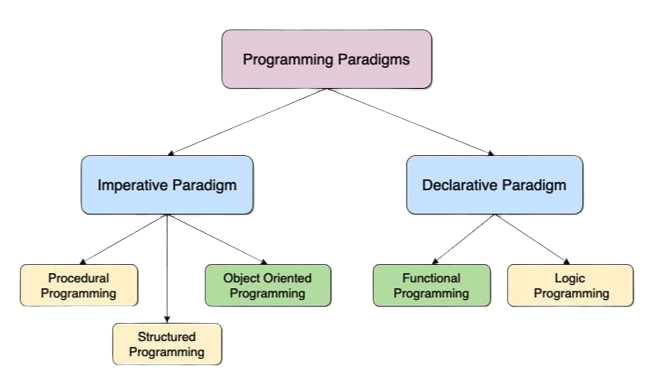 Programming Paradigms
Imperative Paradigm
Declarative Paradigm
Procedural
Programming
Object Oriented
Programming
Functional
Programming
Logic
Programming
Structured
Programming